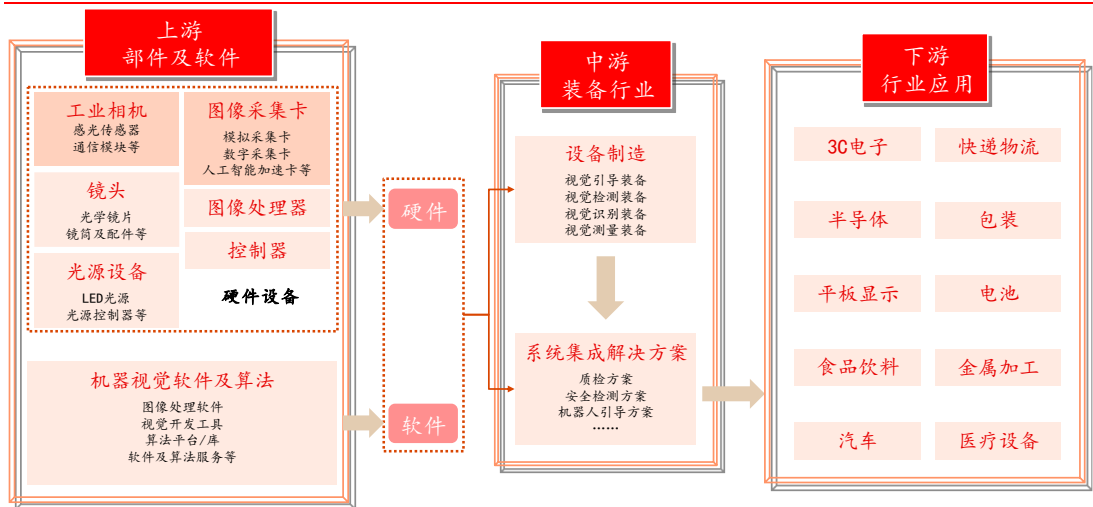 上游
部件及软件
工业相机
感光传感器
通信模块等
图像采集卡
模拟采集卡
数字采集卡
人工智能加速卡等
镜头
光学镜片
镜筒及配件等
图像处理器
控制器
光源设备
LED光源
光源控制器等
硬件设备
机器视觉软件及算法
图像处理软件
视觉开发工具
算法平台/库
软件及算法服务等
硬件
软件
中游
装备行业
设备制造
视觉引导装备
视觉检测装备
视觉识别装备
视觉测量装备
系统集成解决方案
质检方案
安全检测方案
机器人引导方案
……
下游
行业应用
3C电子
快递物流
半导体
包装
平板显示
电池
食品饮料
金属加工
汽车
医疗设备